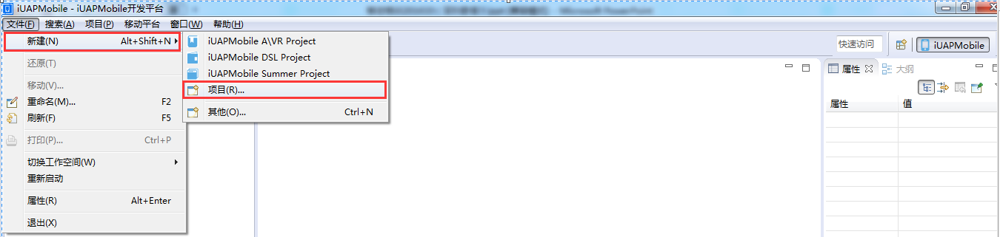 iUAPMobile - iUAPMobile开发平台
文件(F) 搜索(A) 项目(P) 移动平台 窗口(W) 帮助(H)
新建(N) Alt+Shift+N
还原(T)
移动(V)...
重命名(M)... F2
刷新(F) F5
打印(P)... Ctrl+P
切换工作空间(W)
重新启动
属性(R) Alt+Enter
退出(X)
iUAPMobile A\VR Project
iUAPMobile DSL Project
iUAPMobile Summer Project
项目(R)...
其他(O)... Ctrl+N
快速访问 iUAPMobile
属性 大纲
属性 值